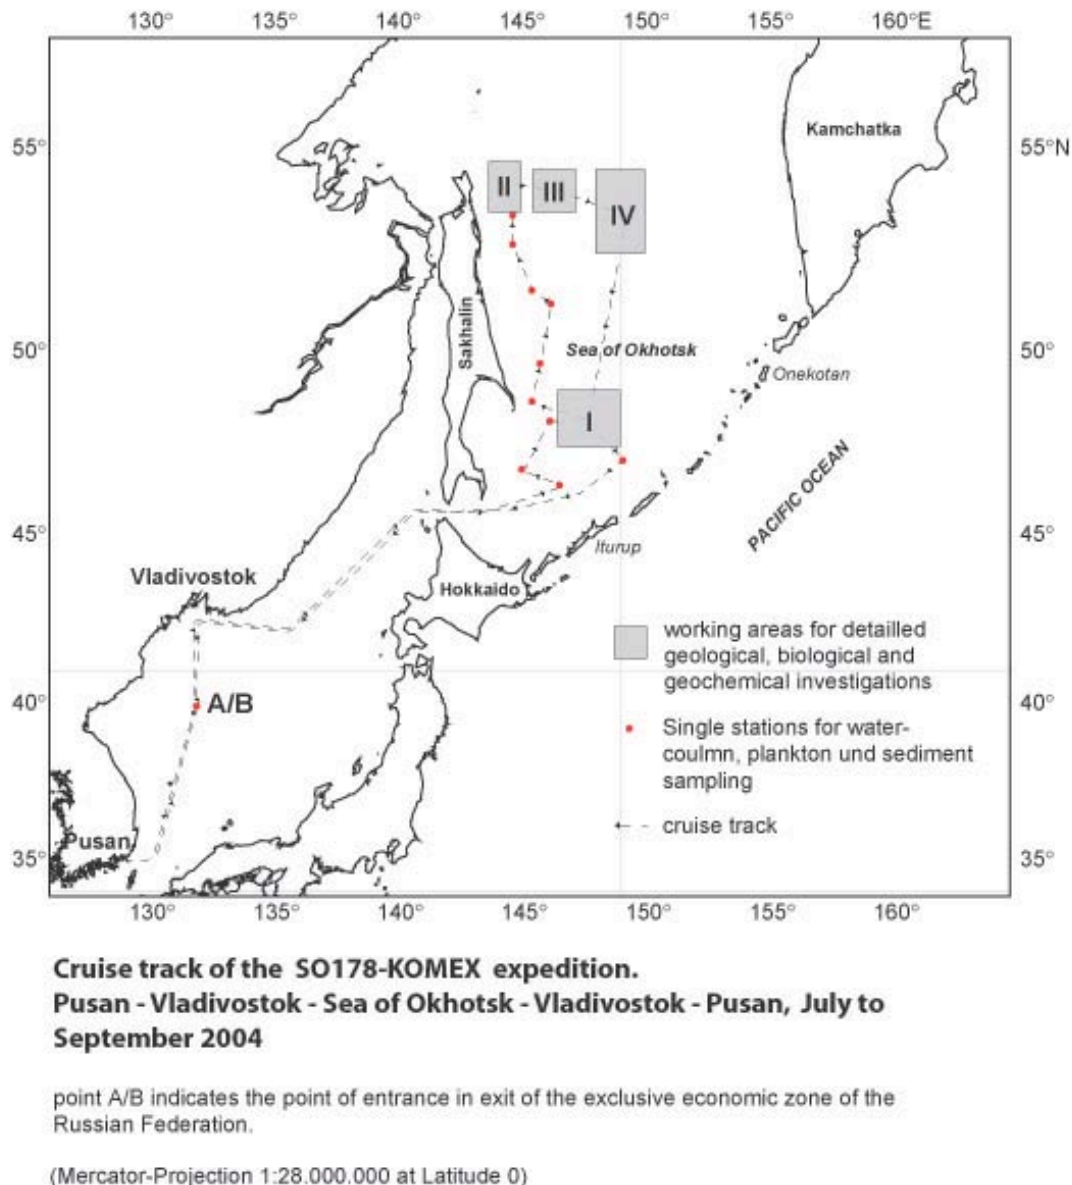 130° 135° 140° 145° 150° 155° 160°E
55° 55°N
Kamchatka
II III IV
Sakhalin
50° Sea of Okhotsk 50°
Onekotan
I
PACIFIC OCEAN
45° 45°
Iturup
Vladivostok
Hokkaido
working areas for detailled
geological, biological and
geochemical investigations
40° A/B 40°
Single stations for water-
coulmn, plankton und sediment
sampling
cruise track
Pusan
35° 35°
130° 135° 140° 145° 150° 155° 160°
Cruise track of the SO178-KOMEX expedition.
Pusan - Vladivostok - Sea of Okhotsk - Vladivostok - Pusan, July to
September 2004
point A/B indicates the point of entrance in exit of the exclusive economic zone of the
Russian Federation.
(Mercator-Projection 1:28.000.000 at Latitude 0)